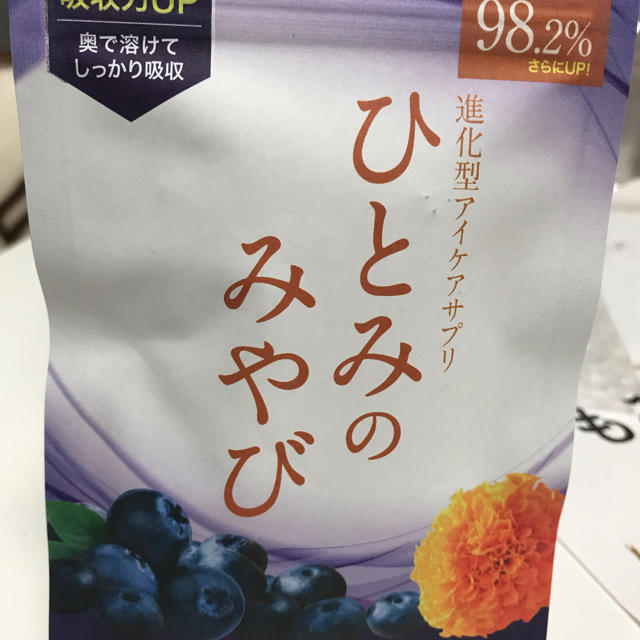 吸収力UP
奥で溶けて
しっかり吸収
98.2%
さらにUP!
進化型アイケアサプリ
ひとみの
みやび